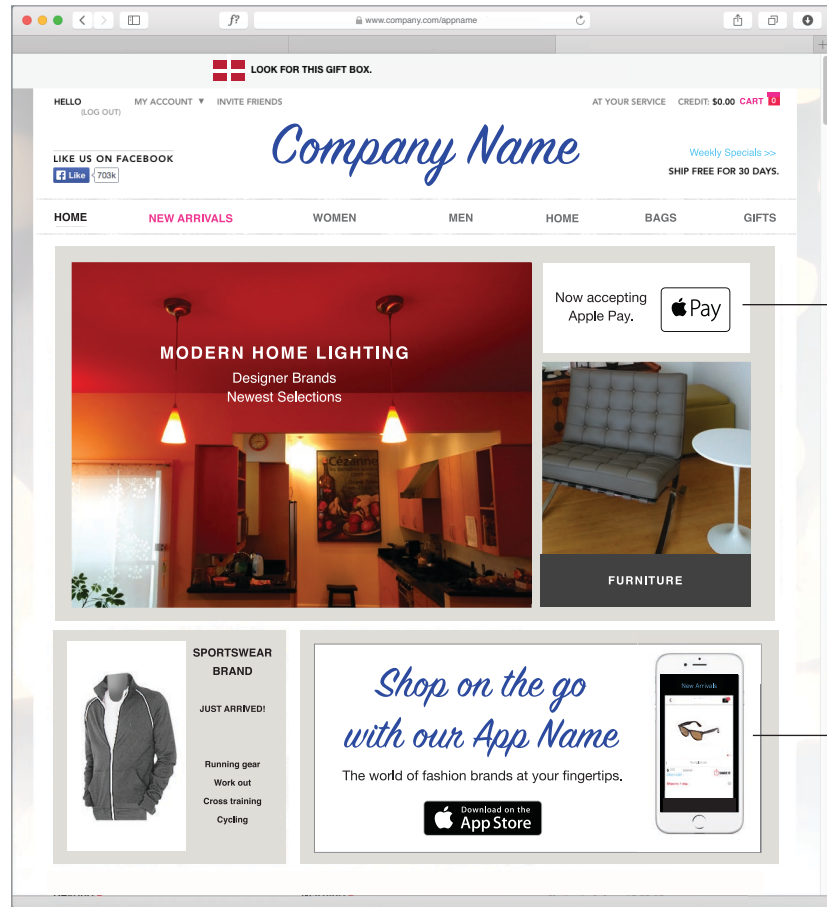 f?
www.company.com/appname
LOOK FOR THIS GIFT BOX.
HELLO
(LOG OUT)
MY ACCOUNT ▼ INVITE FRIENDS
AT YOUR SERVICE CREDIT: $0.00 CART 0
LIKE US ON FACEBOOK
Like 703k
Company Name
Weekly Specials >>
SHIP FREE FOR 30 DAYS.
HOME NEW ARRIVALS WOMEN MEN HOME BAGS GIFTS
MODERN HOME LIGHTING
Designer Brands
Newest Selections
Cézanne
Now accepting
Apple Pay.
Pay
FURNITURE
SPORTSWEAR
BRAND
JUST ARRIVED!
Running gear
Work out
Cross training
Cycling
Shop on the go
with our App Name
The world of fashion brands at your fingertips.
Download on the
App Store
New Arrivals